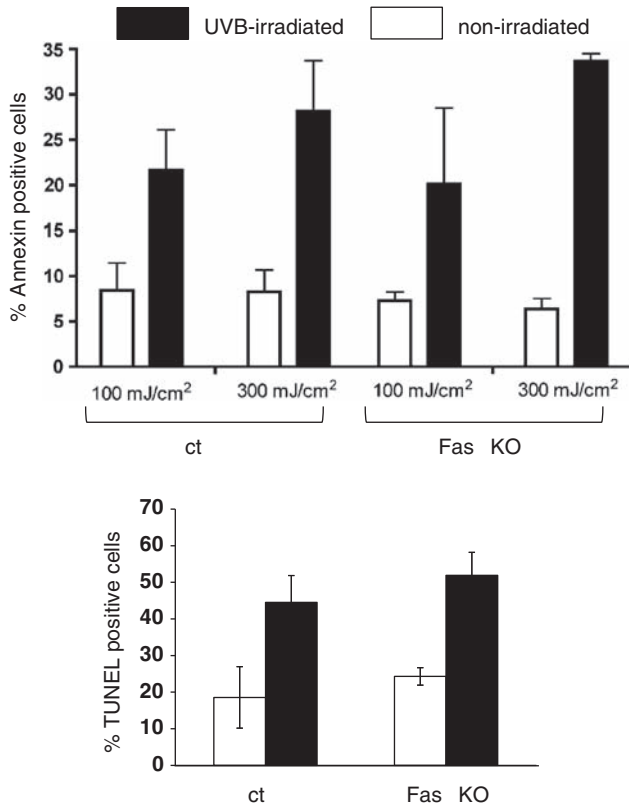 UVB-irradiated non-irradiated
% Annexin positive cells
35
30
25
20
15
10
5
0
100 mJ/cm² 300 mJ/cm² 100 mJ/cm² 300 mJ/cm²
ct Fas KO
% TUNEL positive cells
70
60
50
40
30
20
10
0
ct Fas KO